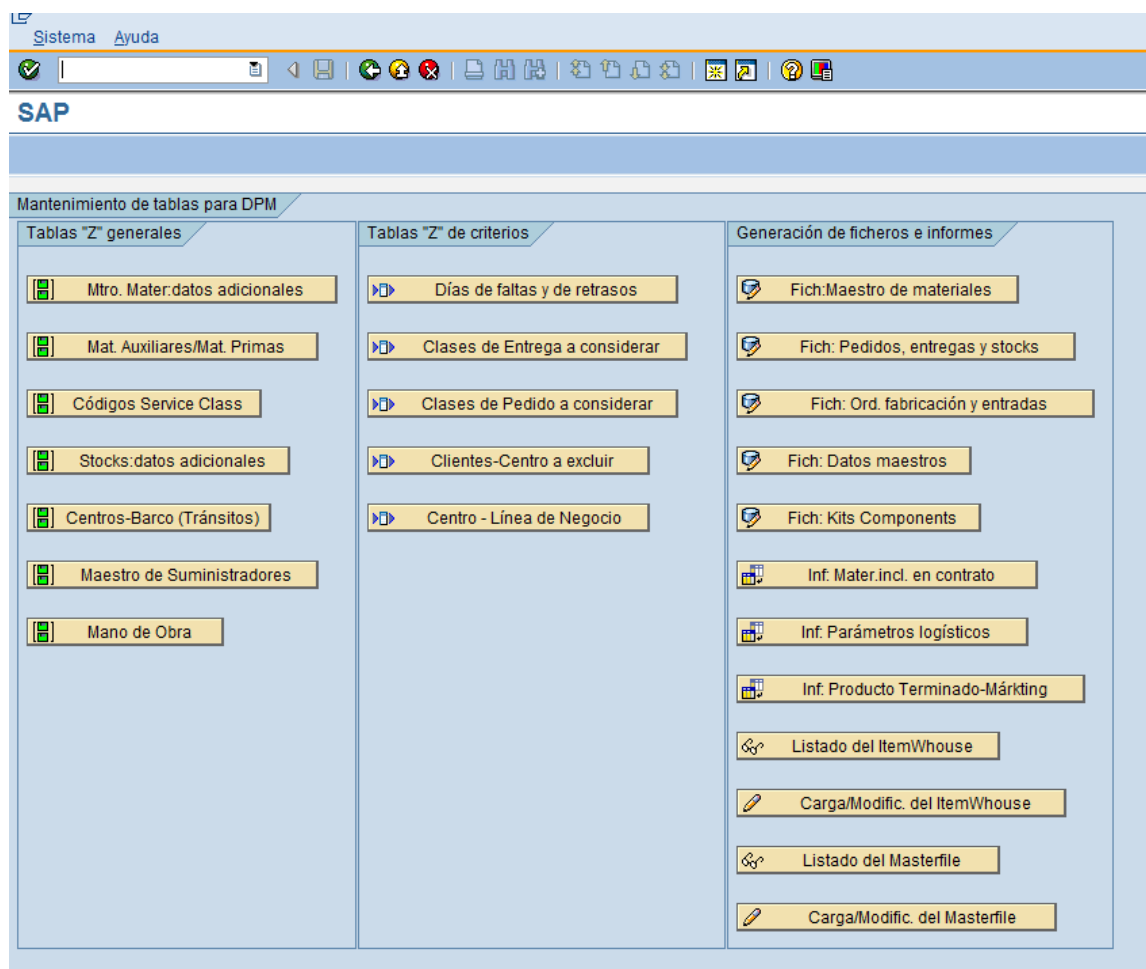 Sistema Ayuda
SAP
Mantenimiento de tablas para DPM
Tablas "Z" generales
Mtro. Mater:datos adicionales
Mat. Auxiliares/Mat. Primas
Códigos Service Class
Stocks:datos adicionales
Centros-Barco (Tránsitos)
Maestro de Suministradores
Mano de Obra
Tablas "Z" de criterios
Días de faltas y de retrasos
Clases de Entrega a considerar
Clases de Pedido a considerar
Clientes-Centro a excluir
Centro - Línea de Negocio
Generación de ficheros e informes
Fich:Maestro de materiales
Fich: Pedidos, entregas y stocks
Fich: Ord. fabricación y entradas
Fich: Datos maestros
Fich: Kits Components
Inf: Mater.incl. en contrato
Inf: Parámetros logísticos
Inf: Producto Terminado-Márkting
Listado del ItemWhouse
Carga/Modific. del ItemWhouse
Listado del Masterfile
Carga/Modific. del Masterfile